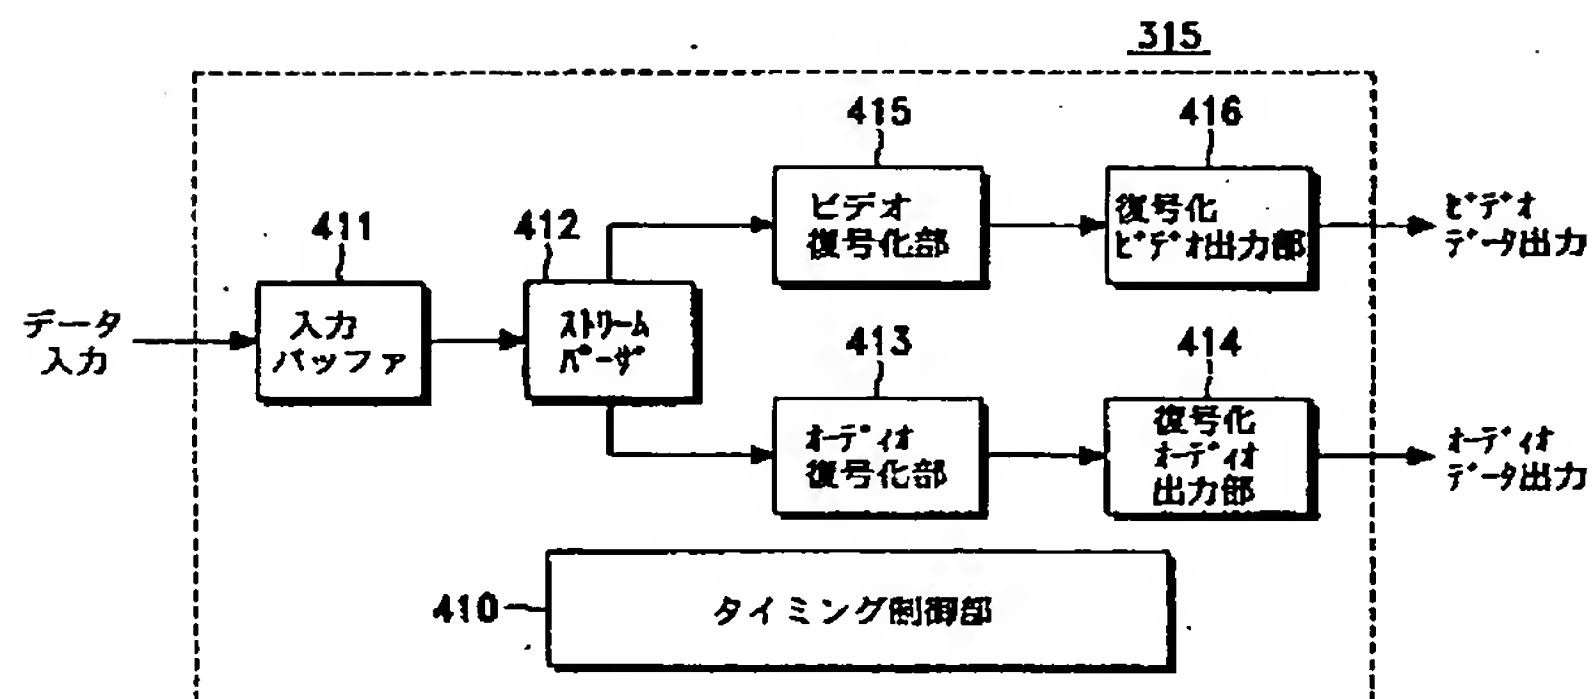 315
415
416
ビデオ
復号化部
復号化
ビデオ出力部
ビデオ
データ出力
411
412
データ
入力
入力
バッファ
ストリーム
パーザ
413
414
オーディオ
復号化部
復号化
オーディオ
出力部
オーディオ
データ出力
410
タイミング制御部